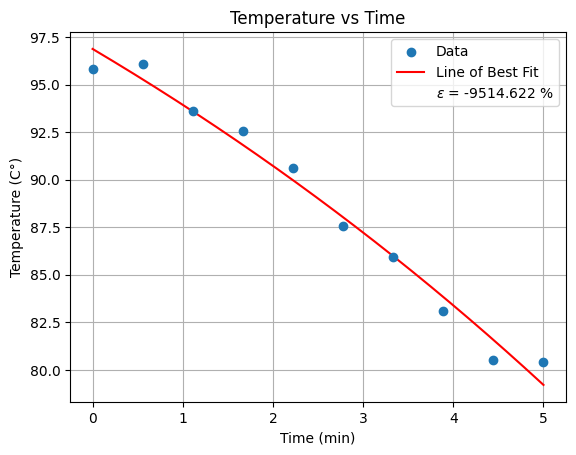 Temperature vs Time
Data
Line of Best Fit
ε = -9514.622 %
Temperature (C°)
97.5
95.0
92.5
90.0
87.5
85.0
82.5
80.0
0 1 2 3 4 5
Time (min)